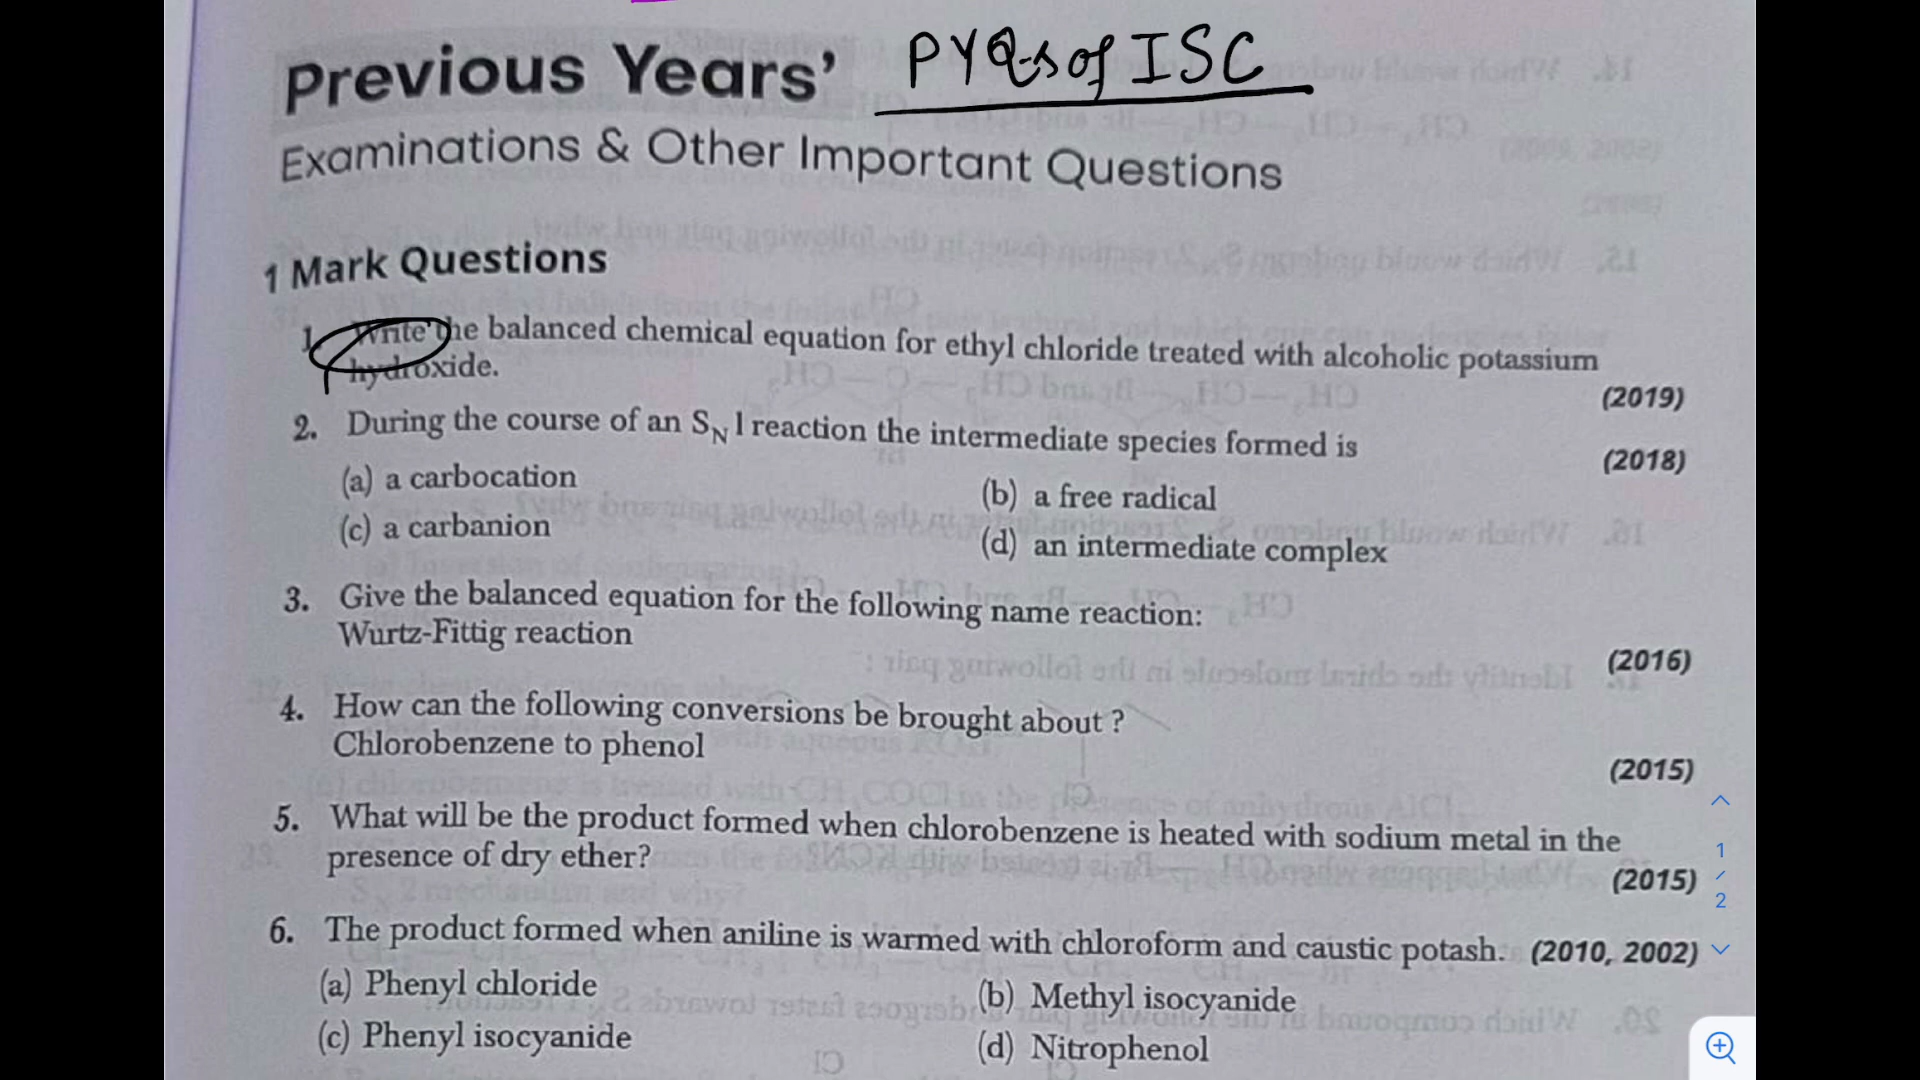 Previous Years' PYQs of ISC
Examinations & Other Important Questions
1 Mark Questions
1. Write the balanced chemical equation for ethyl chloride treated with alcoholic potassium
hydroxide. (2019)
2. During the course of an SN1 reaction the intermediate species formed is (2018)
(a) a carbocation (b) a free radical
(c) a carbanion (d) an intermediate complex
3. Give the balanced equation for the following name reaction:
Wurtz-Fittig reaction (2016)
4. How can the following conversions be brought about ?
Chlorobenzene to phenol (2015)
5. What will be the product formed when chlorobenzene is heated with sodium metal in the
presence of dry ether? (2015)
6. The product formed when aniline is warmed with chloroform and caustic potash. (2010, 2002)
(a) Phenyl chloride (b) Methyl isocyanide
(c) Phenyl isocyanide (d) Nitrophenol
1
/
2